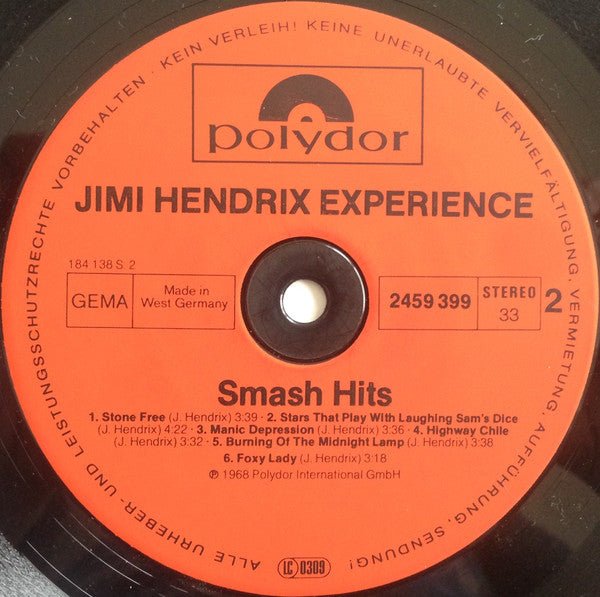 ALLE URHEBER- UND LEISTUNGSSCHUTZRECHTE VORBEHALTEN · KEIN VERLEIH! KEINE UNERLAUBTE VERVIELFÄLTIGUNG, VERMIETUNG, AUFFÜHRUNG, SENDUNG!
polydor
JIMI HENDRIX EXPERIENCE
184 138 S 2
GEMA
Made in
West Germany
2459 399
STEREO
33
2
Smash Hits
1. Stone Free (J. Hendrix) 3:39 · 2. Stars That Play With Laughing Sam's Dice
(J. Hendrix) 4:22 · 3. Manic Depression (J. Hendrix) 3:36 · 4. Highway Chile
(J. Hendrix) 3:32 · 5. Burning Of The Midnight Lamp (J. Hendrix) 3:38
6. Foxy Lady (J. Hendrix) 3:18
℗ 1968 Polydor International GmbH
LC 0309